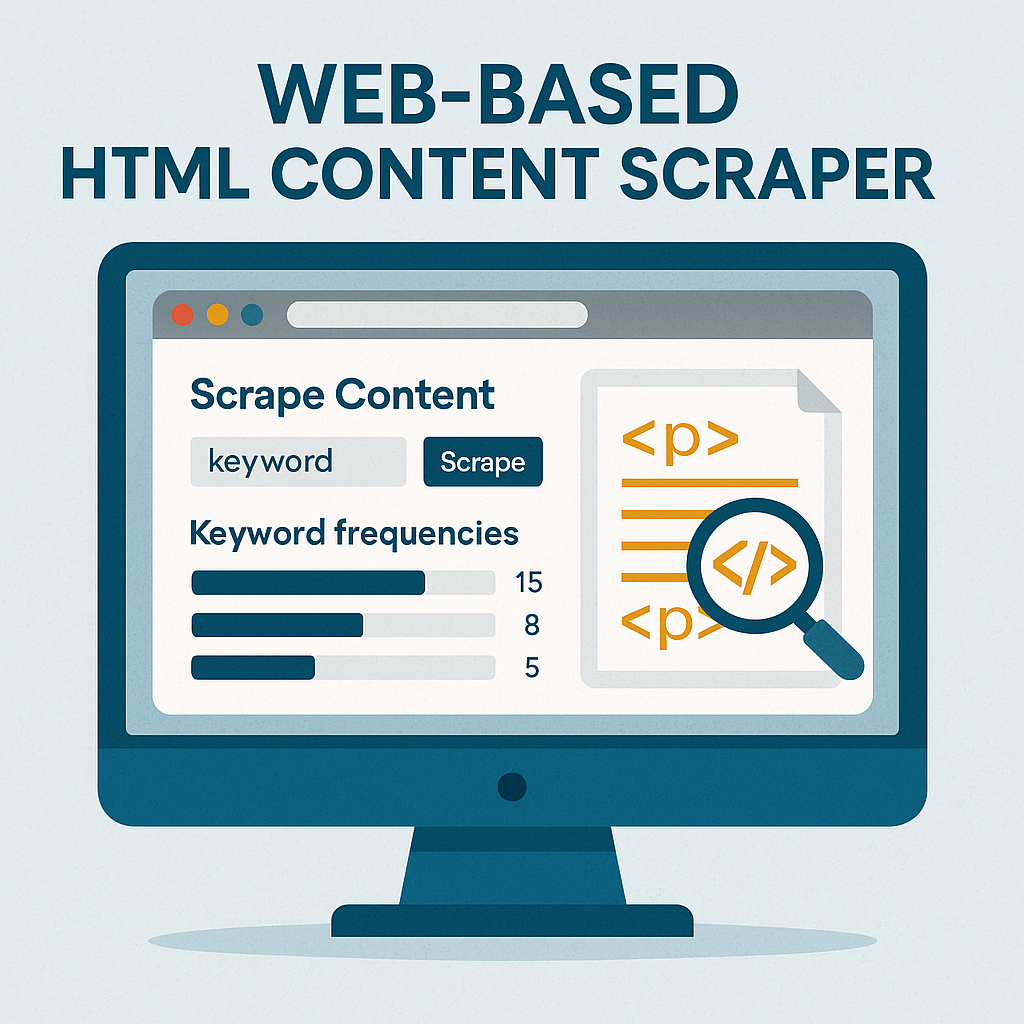 WEB-BASED
HTML CONTENT SCRAPER
Scrape Content
keyword
Scrape
Keyword frequencies
15
8
5
<p>
</>
<p>